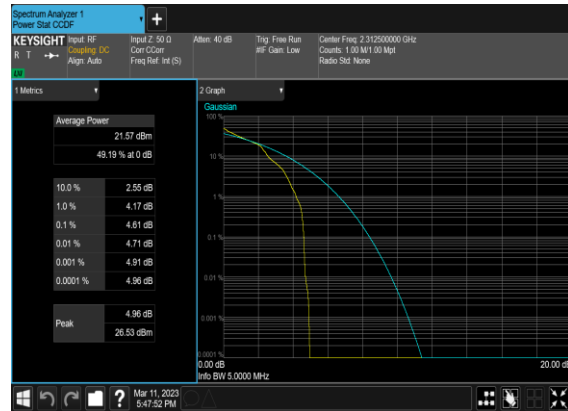 Spectrum Analyzer 1
Power Stat CCDF
+
KEYSIGHT
R T
LM
Input: RF
Coupling: DC
Align: Auto
Input Z: 50 Ω
Corr CCorr
Freq Ref: Int (S)
Atten: 40 dB
Trig: Free Run
#IF Gain: Low
Center Freq: 2.312500000 GHz
Counts: 1.00 M/1.00 Mpt
Radio Std: None
1 Metrics
Average Power
21.57 dBm
49.19 % at 0 dB
10.0 % 2.55 dB
1.0 % 4.17 dB
0.1 % 4.61 dB
0.01 % 4.71 dB
0.001 % 4.91 dB
0.0001 % 4.96 dB
Peak
4.96 dB
26.53 dBm
2 Graph
Gaussian
100 %
10 %
1 %
0.1 %
0.01 %
0.001 %
0.0001 %
0.00 dB
20.00 dB
Info BW 5.0000 MHz
?
Mar 11, 2023
5:47:52 PM